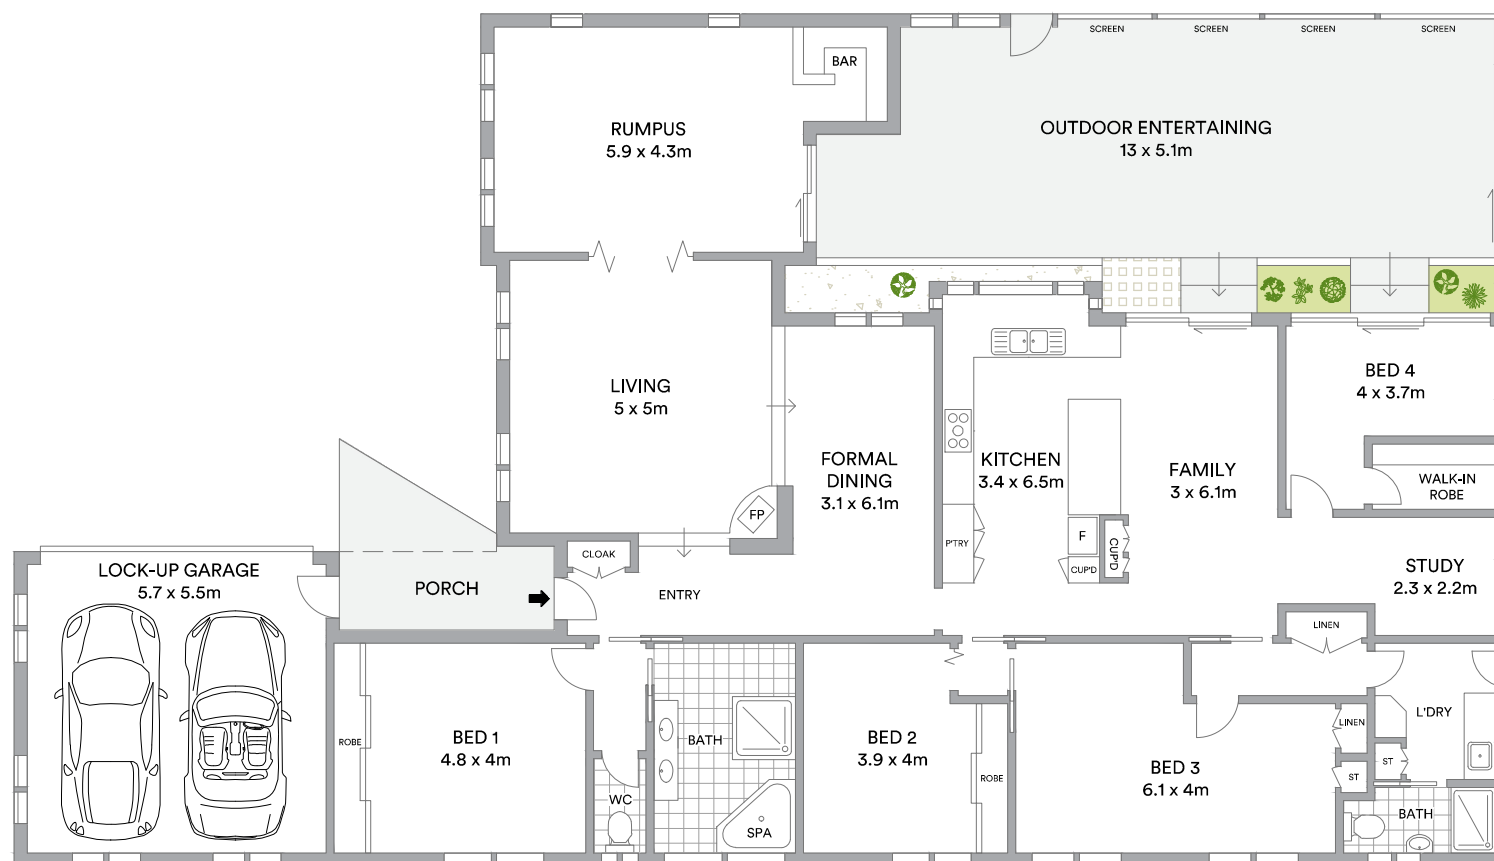 SCREEN
SCREEN
SCREEN
SCREEN
BAR
RUMPUS
5.9 x 4.3m
OUTDOOR ENTERTAINING
13 x 5.1m
LIVING
5 x 5m
BED 4
4 x 3.7m
FORMAL
DINING
3.1 x 6.1m
KITCHEN
3.4 x 6.5m
FAMILY
3 x 6.1m
WALK-IN
ROBE
FP
F
P'TRY
CUP'D
CUP'D
CLOAK
LOCK-UP GARAGE
5.7 x 5.5m
PORCH
ENTRY
STUDY
2.3 x 2.2m
LINEN
ROBE
BED 1
4.8 x 4m
BATH
BED 2
3.9 x 4m
ROBE
BED 3
6.1 x 4m
LINEN
L'DRY
ST
ST
WC
SPA
BATH